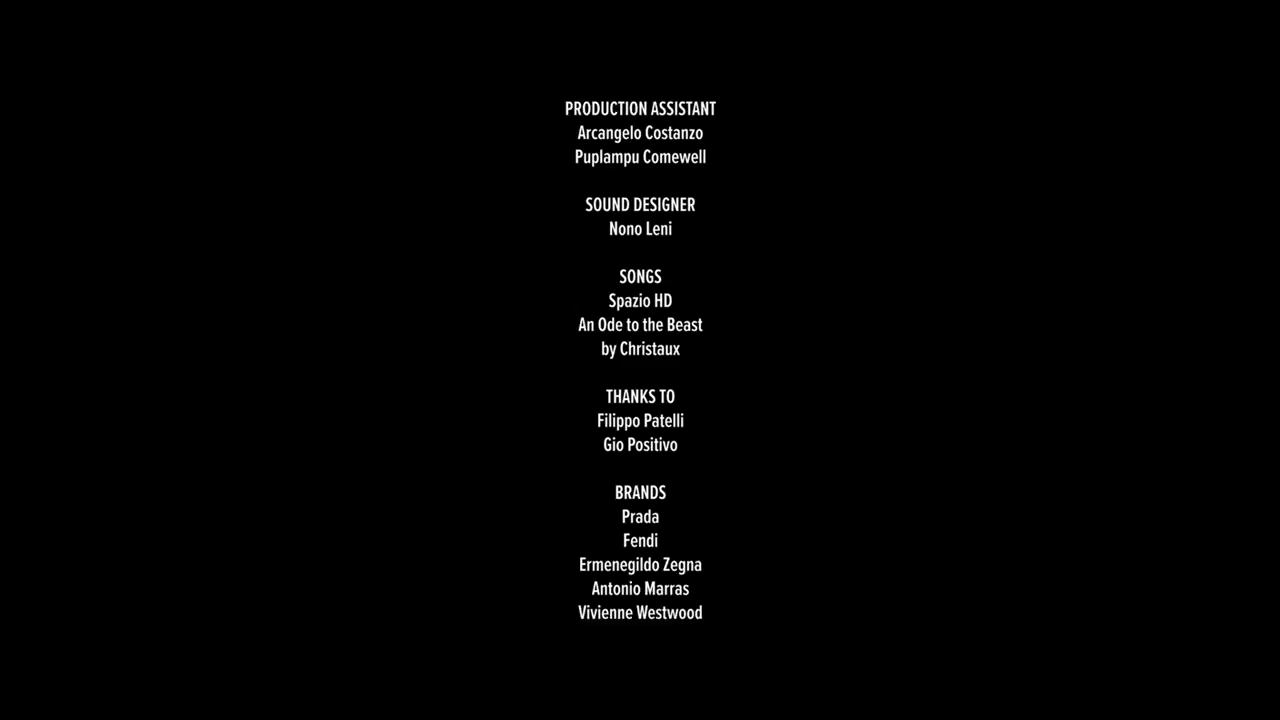 PRODUCTION ASSISTANT
Arcangelo Costanzo
Puplampu Comewell
SOUND DESIGNER
Nono Leni
SONGS
Spazio HD
An Ode to the Beast
by Christaux
THANKS TO
Filippo Patelli
Gio Positivo
BRANDS
Prada
Fendi
Ermenegildo Zegna
Antonio Marras
Vivienne Westwood